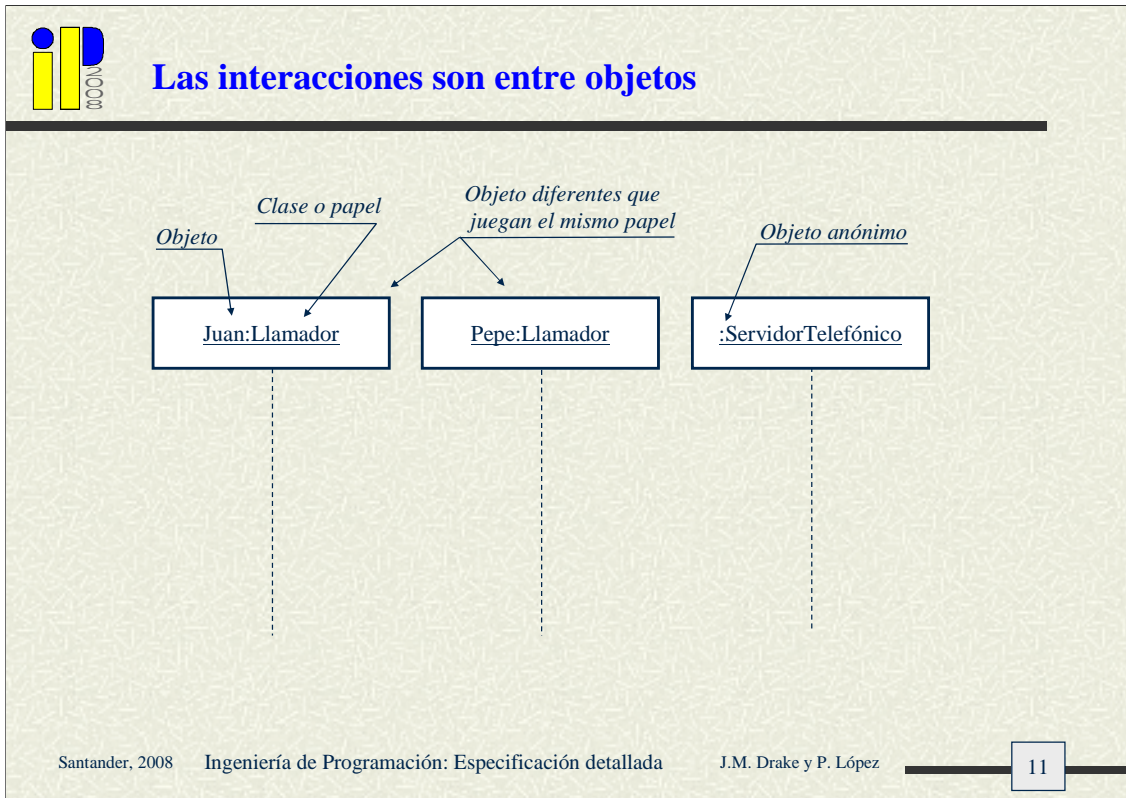 iIP
2008
Las interacciones son entre objetos
Clase o papel
Objeto diferentes que
juegan el mismo papel
Objeto
Objeto anónimo
Juan:Llamador
Pepe:Llamador
:ServidorTelefónico
Santander, 2008
Ingeniería de Programación: Especificación detallada
J.M. Drake y P. López
11